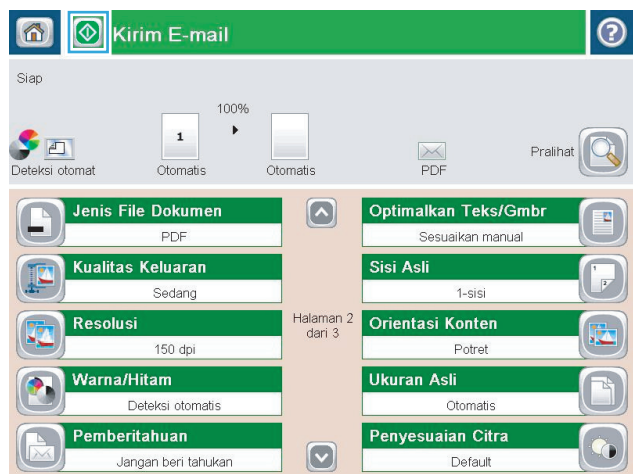 Kirim E-mail
?
Siap
100%
1
Deteksi otomat
Otomatis
Otomatis
PDF
Pralihat
Jenis File Dokumen
PDF
Kualitas Keluaran
Sedang
Resolusi
150 dpi
Warna/Hitam
Deteksi otomatis
Pemberitahuan
Jangan beri tahukan
Halaman 2
dari 3
Optimalkan Teks/Gmbr
Sesuaikan manual
Sisi Asli
1-sisi
1
2
Orientasi Konten
Potret
Ukuran Asli
Otomatis
Penyesuaian Citra
Default